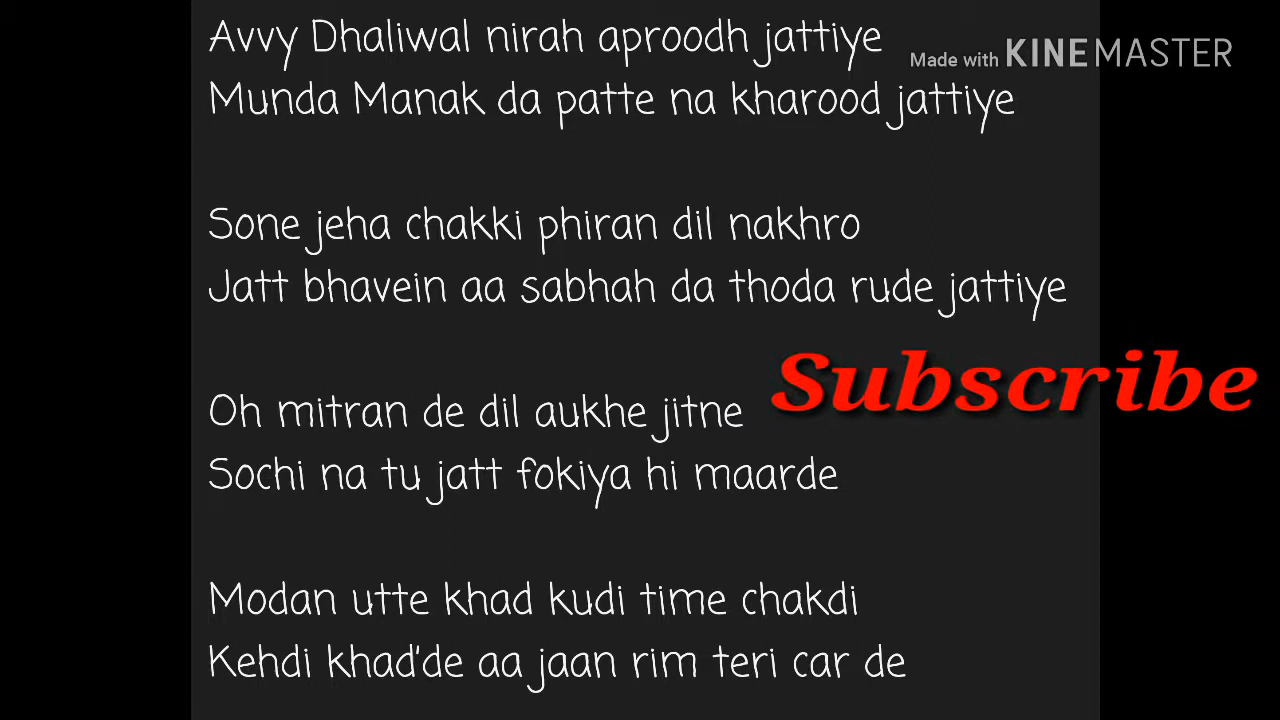 Avvy Dhaliwal nirah aproodh jattiye
Made with KINEMASTER
Munda Manak da patte na kharood jattiye
Sone jeha chakki phiran dil nakhro
Jatt bhavein aa sabhah da thoda rude jattiye
Subscribe
Oh mitran de dil aukhe jitne
Sochi na tu jatt fokiya hi maarde
Modan utte khad kudi time chakdi
Kehdi khad'de aa jaan rim teri car de